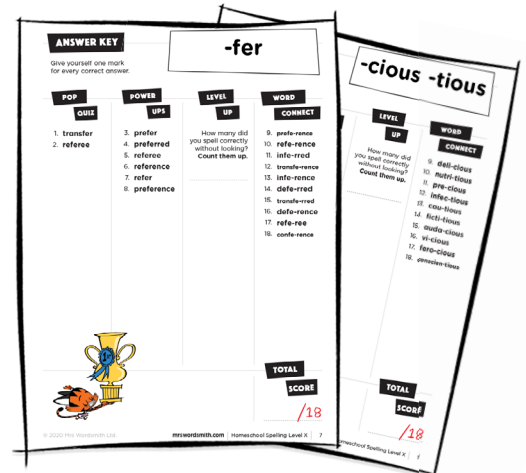 ANSWER KEY
-fer
Give yourself one mark
for every correct answer.
POP
QUIZ
1. transfer
2. referee
POWER
UPS
3. prefer
4. preferred
5. referee
6. reference
7. refer
8. preference
LEVEL
UP
How many did
you spell correctly
without looking?
Count them up.
WORD
CONNECT
9. prefe-rence
10. refe-rence
11. infe-rred
12. transfe-rence
13. infe-rence
14. defe-rred
15. transfe-rred
16. defe-rence
17. refe-ree
18. confe-rence
TOTAL
SCORE
/18
© 2020 Mrs Wordsmith Ltd.
mrswordsmith.com | Homeschool Spelling Level X | 7
-cious -tious
LEVEL
UP
How many did
you spell correctly
without looking?
Count them up.
WORD
CONNECT
9. deli-cious
10. nutri-tious
11. pre-cious
12. infec-tious
13. cau-tious
14. ficti-tious
15. auda-cious
16. vi-cious
17. fero-cious
18. conscien-tious
TOTAL
SCORE
/18
Homeschool Spelling Level X |